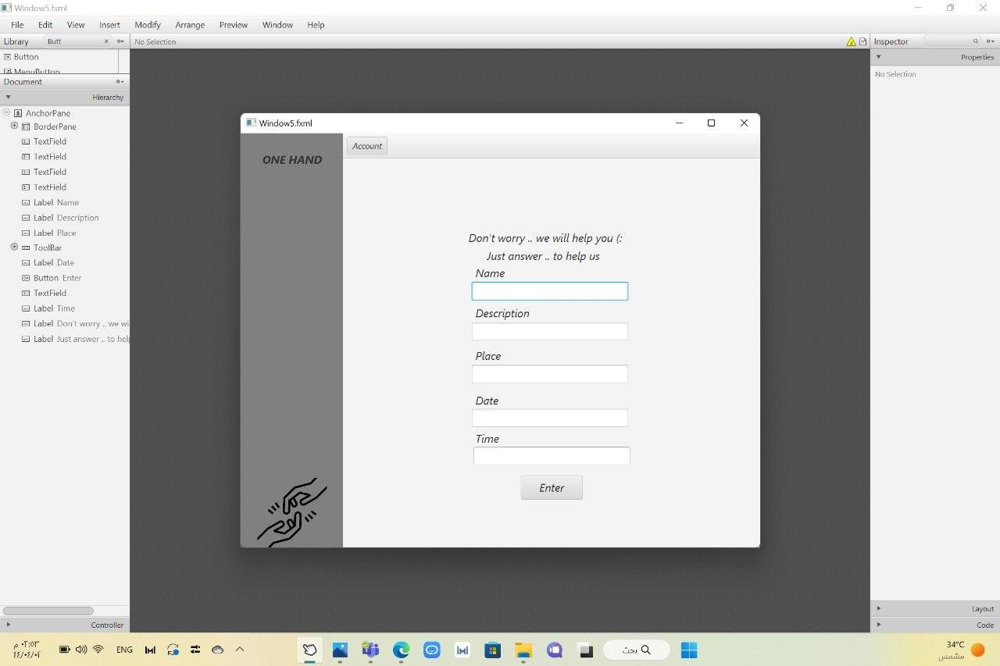 Window5.fxml
File Edit View Insert Modify Arrange Preview Window Help
Library Butt
No Selection
Inspector
Button
MenuButton
Properties
No Selection
Document
Hierarchy
AnchorPane
BorderPane
TextField
TextField
TextField
TextField
Label Name
Label Description
Label Place
ToolBar
Label Date
Button Enter
TextField
Label Time
Label Don't worry .. we wi
Label Just answer .. to hel
Controller
Window5.fxml
ONE HAND
Account
Don't worry .. we will help you (:
Just answer .. to help us
Name
Description
Place
Date
Time
Enter
Layout
Code
٠٢:٥٣ م
ENG
بحث
34°C
مشمس